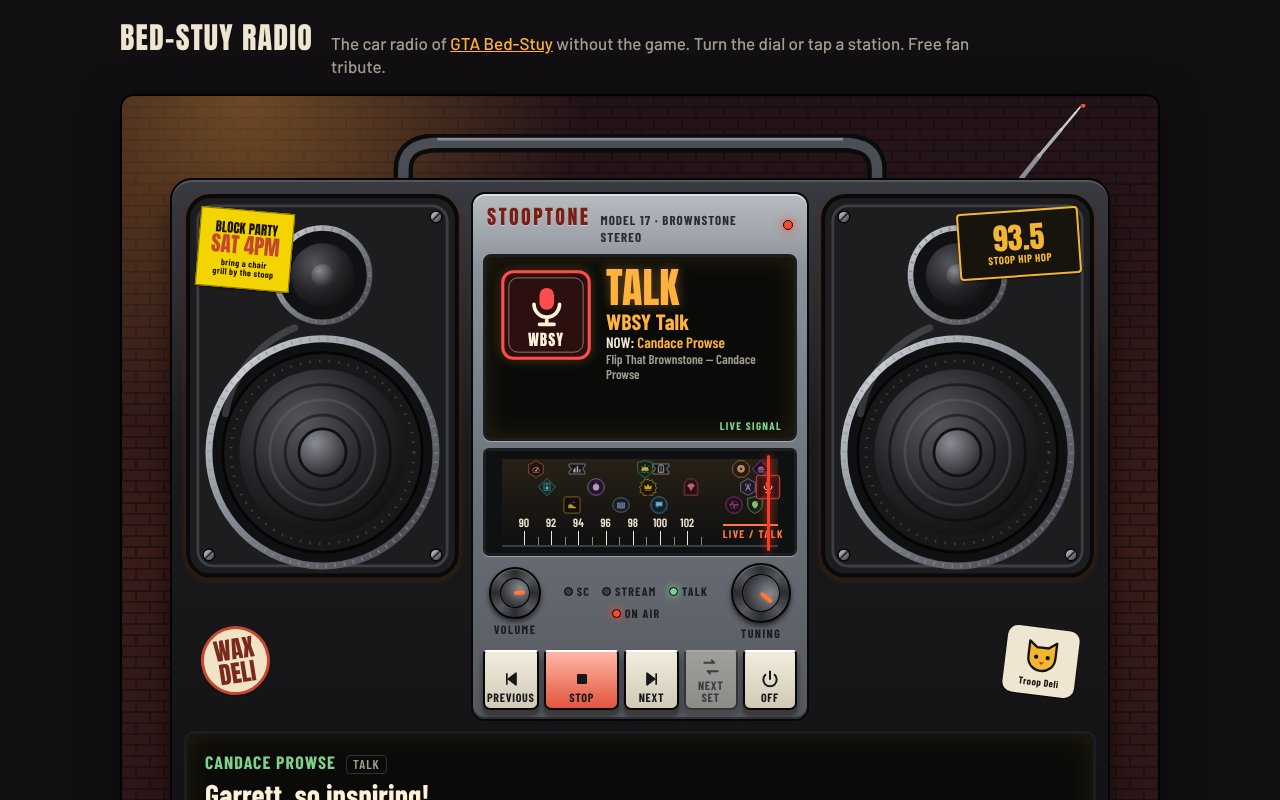 BED-STUY RADIO
The car radio of GTA Bed-Stuy without the game. Turn the dial or tap a station. Free fan
tribute.
BLOCK PARTY
SAT 4PM
bring a chair
grill by the stoop
STOOPTONE
MODEL 17 · BROWNSTONE
STEREO
93.5
STOOP HIP HOP
WBSY
TALK
WBSY Talk
NOW: Candace Prowse
Flip That Brownstone — Candace
Prowse
LIVE SIGNAL
90 92 94 96 98 100 102
LIVE / TALK
VOLUME
SC STREAM TALK
ON AIR
TUNING
WAX
DELI
Troop Deli
PREVIOUS
STOP
NEXT
NEXT
SET
OFF
CANDACE PROWSE TALK
Garrett, so inspiring!